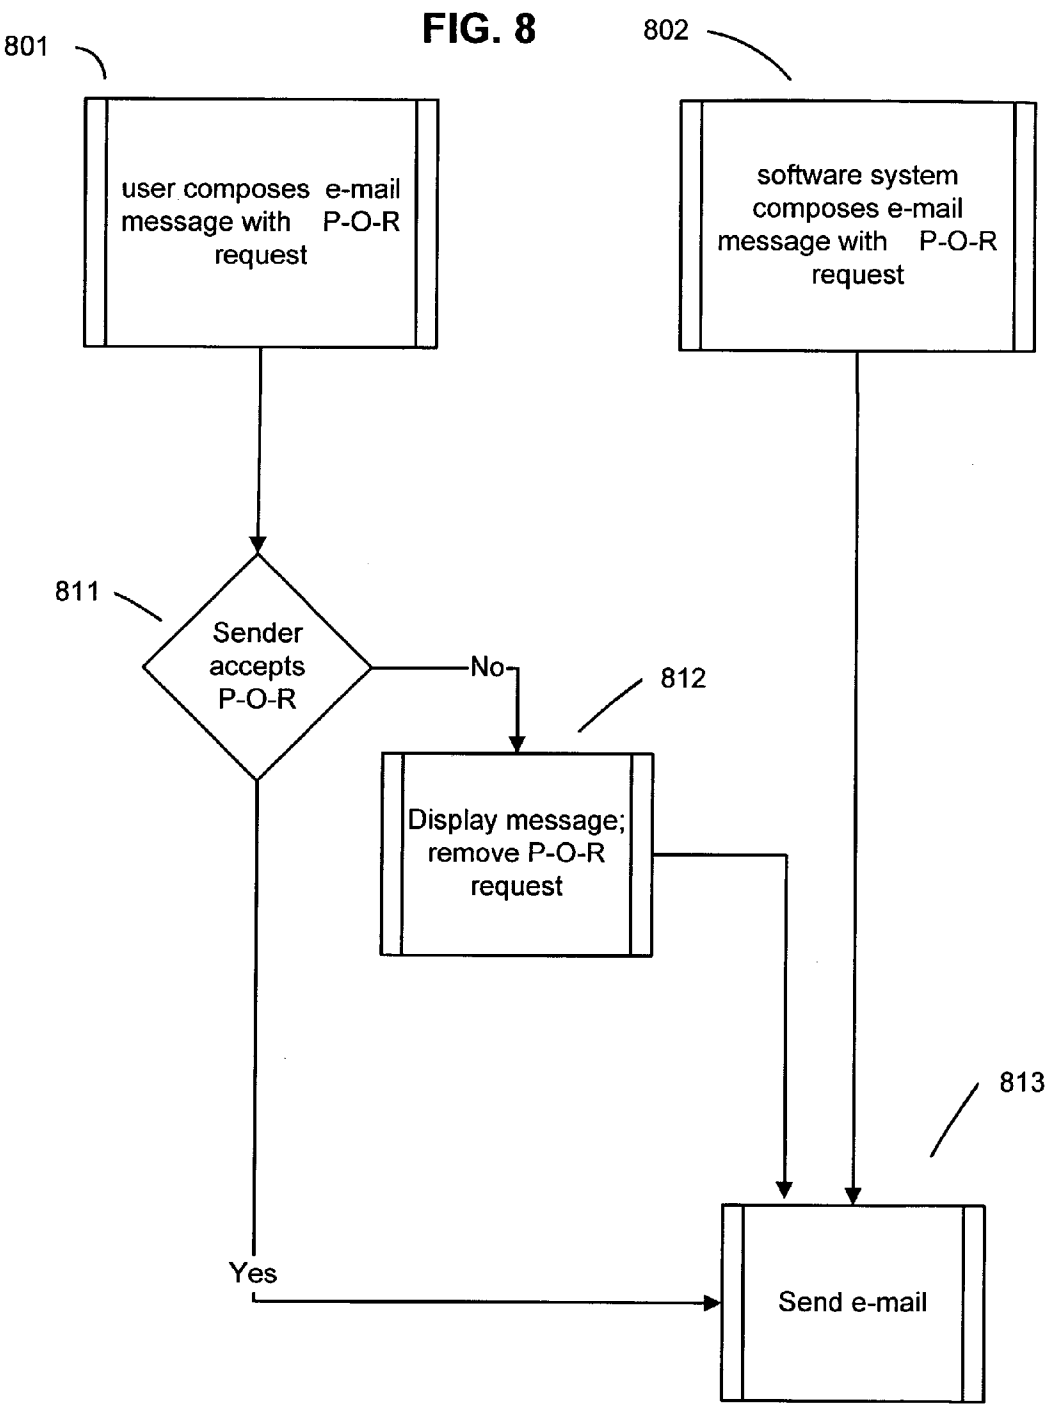 FIG. 8
801
802
user composes e-mail
message with P-O-R
request
software system
composes e-mail
message with P-O-R
request
811
Sender
accepts
P-O-R
No
812
Display message;
remove P-O-R
request
813
Yes
Send e-mail